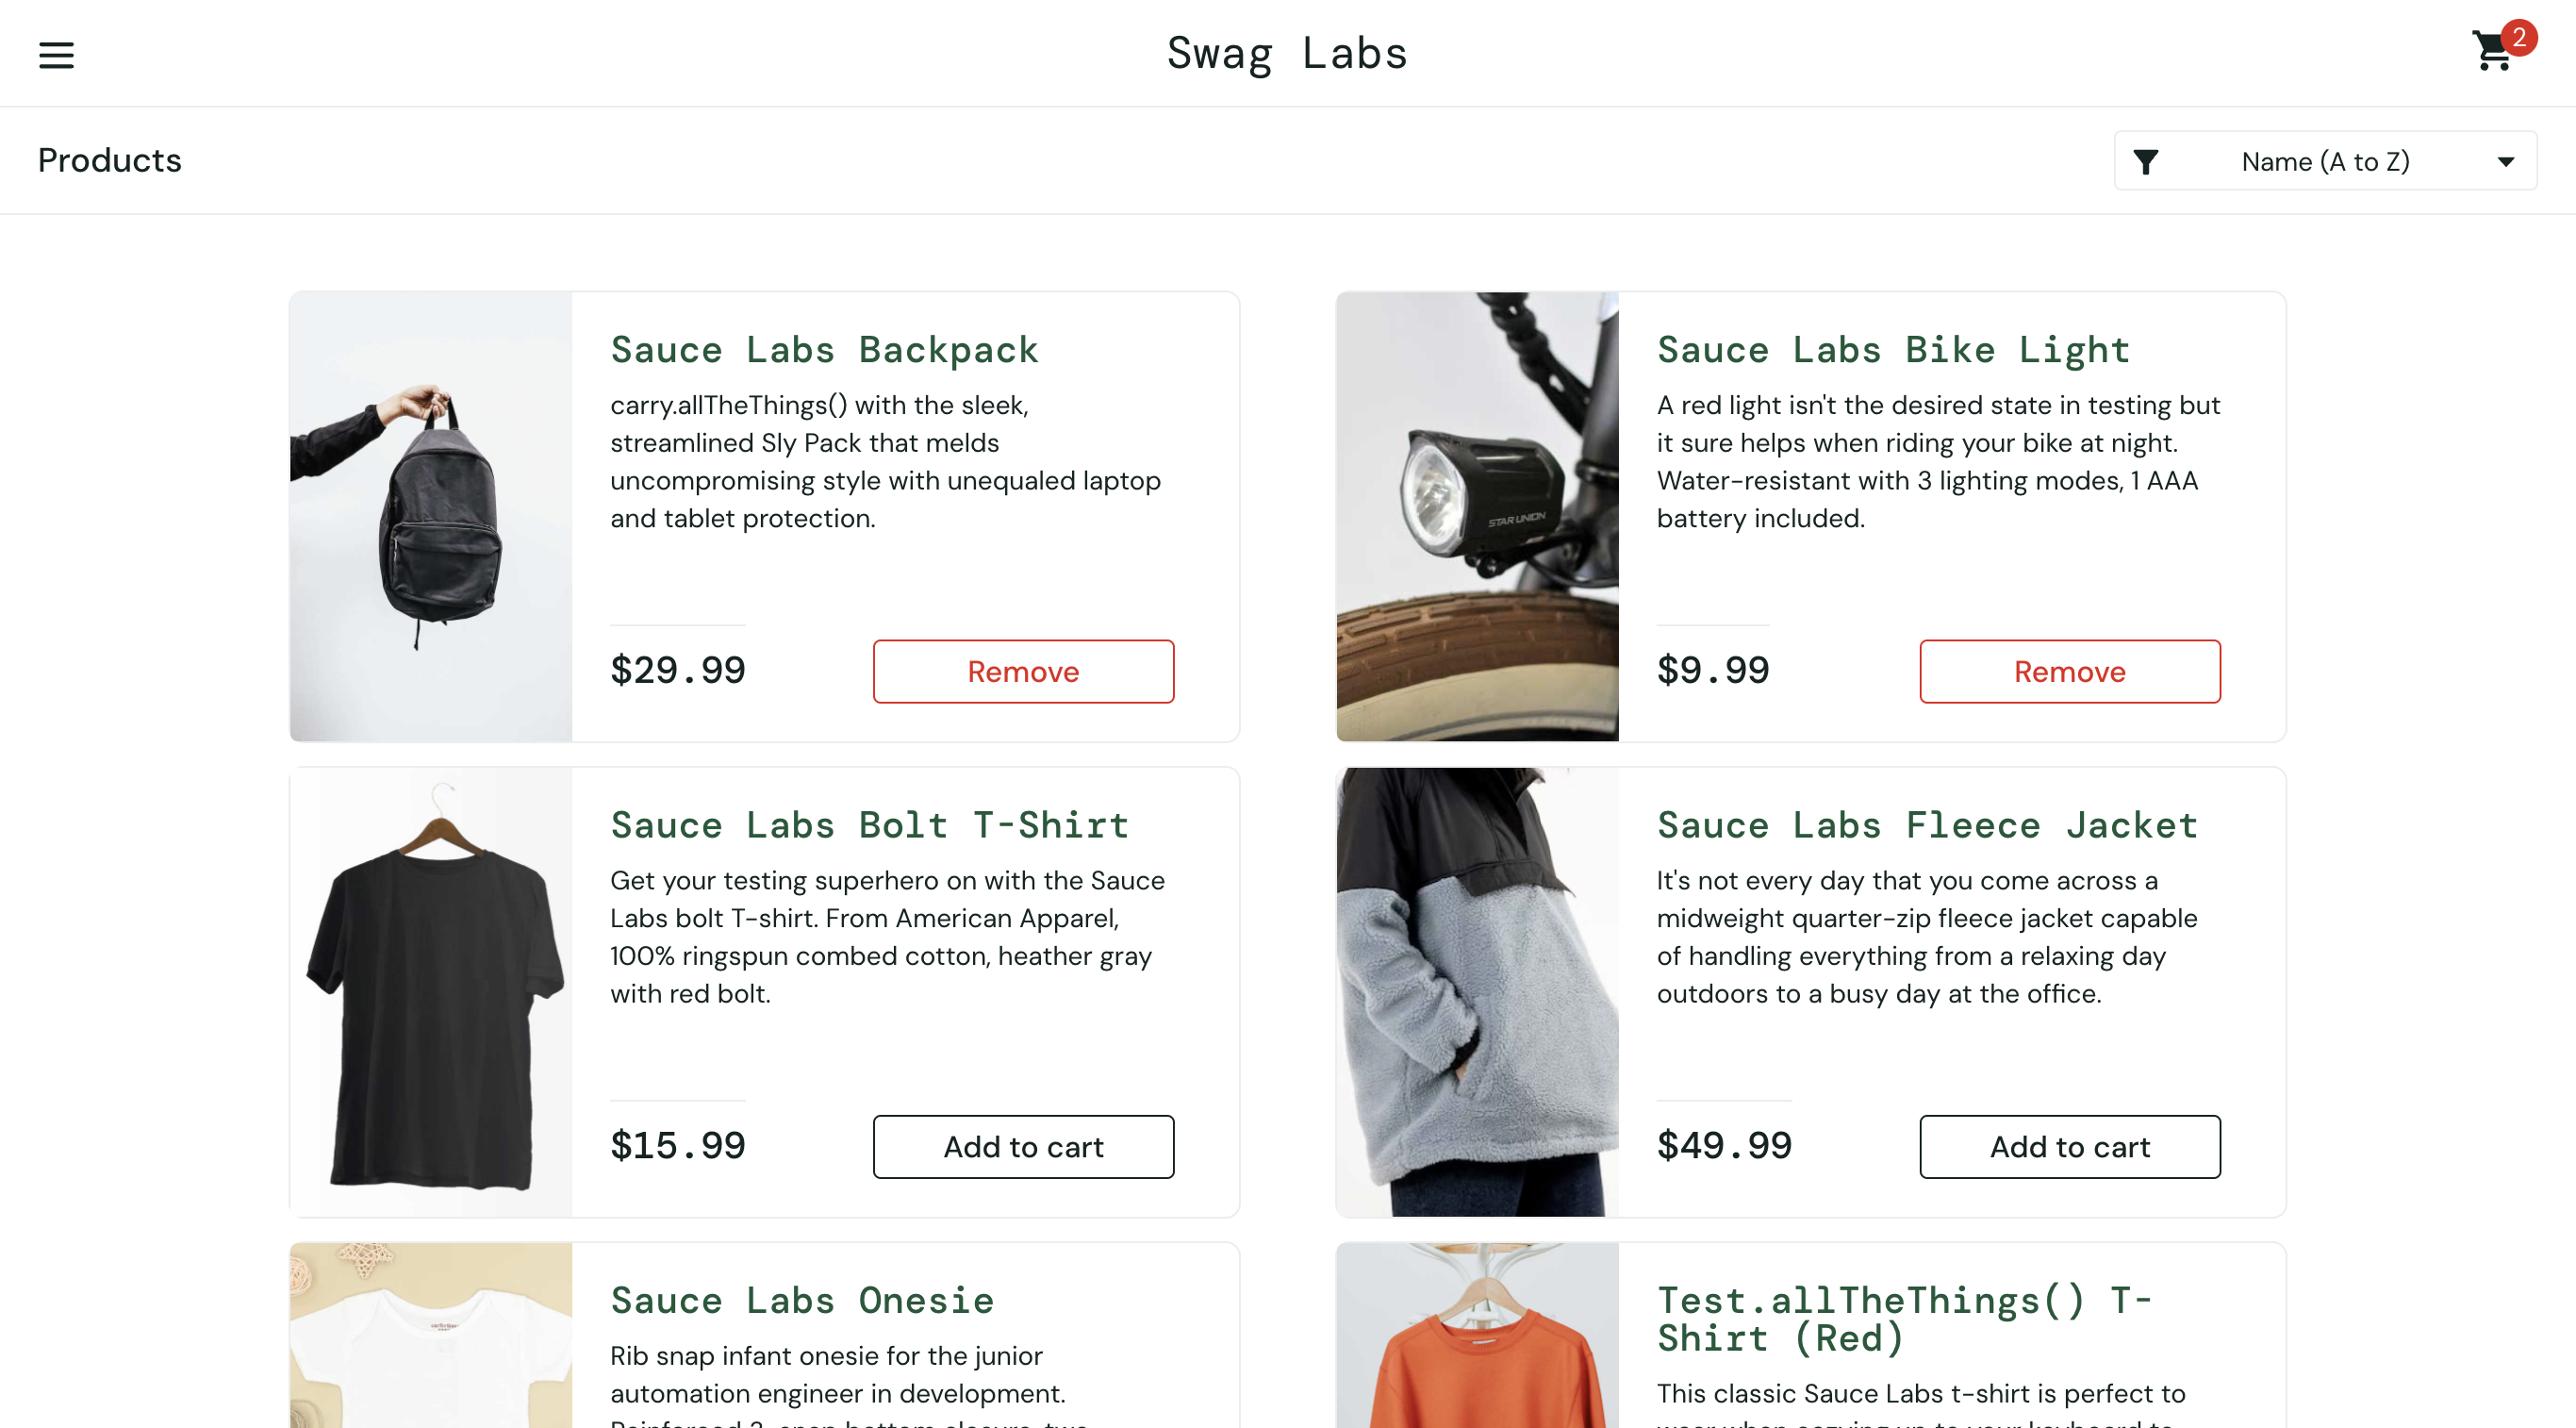 Swag Labs
2
Products
Name (A to Z)
Sauce Labs Backpack
carry.allTheThings() with the sleek,
streamlined Sly Pack that melds
uncompromising style with unequaled laptop
and tablet protection.
$29.99
Remove
STAR UNION
Sauce Labs Bike Light
A red light isn't the desired state in testing but
it sure helps when riding your bike at night.
Water-resistant with 3 lighting modes, 1 AAA
battery included.
$9.99
Remove
Sauce Labs Bolt T-Shirt
Get your testing superhero on with the Sauce
Labs bolt T-shirt. From American Apparel,
100% ringspun combed cotton, heather gray
with red bolt.
$15.99
Add to cart
Sauce Labs Fleece Jacket
It's not every day that you come across a
midweight quarter-zip fleece jacket capable
of handling everything from a relaxing day
outdoors to a busy day at the office.
$49.99
Add to cart
Sauce Labs Onesie
Rib snap infant onesie for the junior
automation engineer in development.
Test.allTheThings() T-
Shirt (Red)
This classic Sauce Labs t-shirt is perfect to